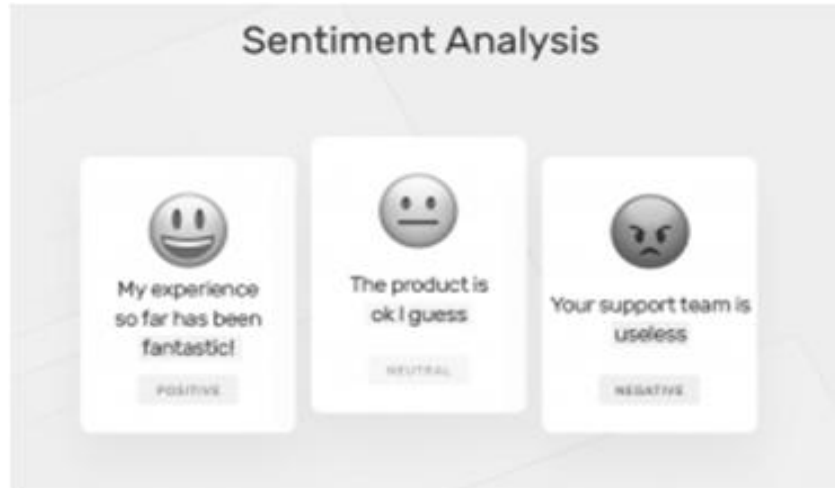 Sentiment Analysis
My experience
so far has been
fantastic!
POSITIVE
The product is
ok I guess
NEUTRAL
Your support team is
useless
NEGATIVE